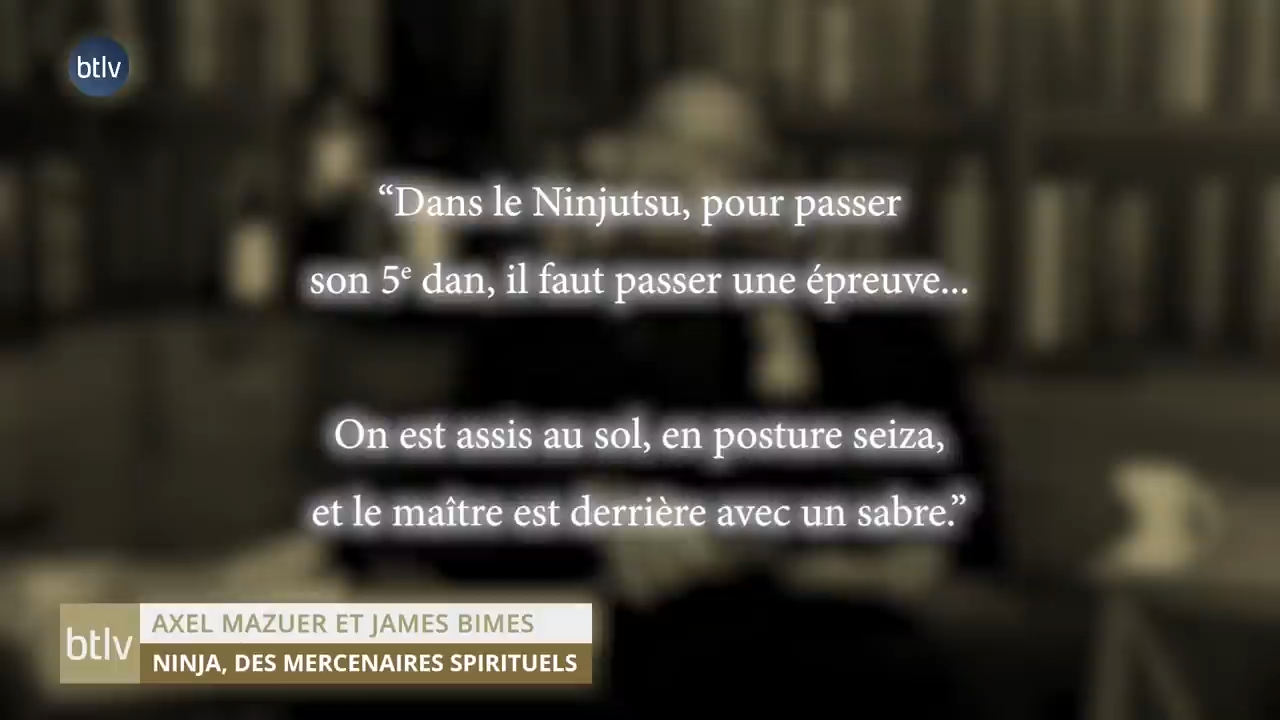 btlv
“Dans le Ninjutsu, pour passer
son 5e dan, il faut passer une épreuve...
On est assis au sol, en posture seiza,
et le maître est derrière avec un sabre.”
btlv
AXEL MAZUER ET JAMES BIMES
NINJA, DES MERCENAIRES SPIRITUELS